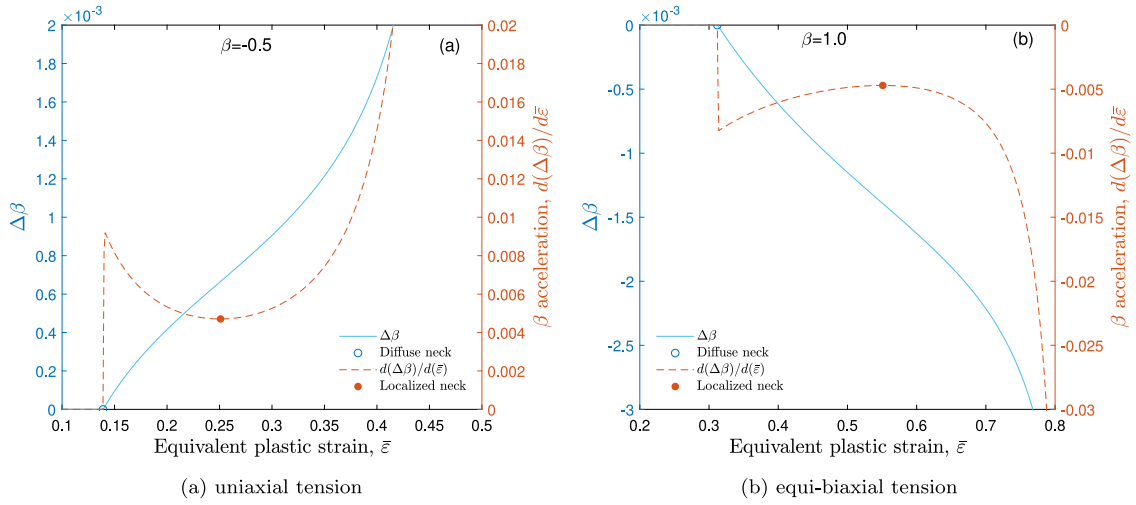 ×10⁻³
β=-0.5
(a)
2
1.8
1.6
1.4
1.2
1
0.8
0.6
0.4
0.2
0
Δβ
0.02
0.018
0.016
0.014
0.012
0.01
0.008
0.006
0.004
0.002
0
β acceleration, d(Δβ)/dε̄
Δβ
Diffuse neck
d(Δβ)/d(ε̄)
Localized neck
0.1 0.15 0.2 0.25 0.3 0.35 0.4 0.45 0.5
Equivalent plastic strain, ε̄
(a) uniaxial tension
×10⁻³
β=1.0
(b)
0
-0.5
-1
-1.5
-2
-2.5
-3
Δβ
0
-0.005
-0.01
-0.015
-0.02
-0.025
-0.03
β acceleration, d(Δβ)/dε̄
Δβ
Diffuse neck
d(Δβ)/d(ε̄)
Localized neck
0.2 0.3 0.4 0.5 0.6 0.7 0.8
Equivalent plastic strain, ε̄
(b) equi-biaxial tension